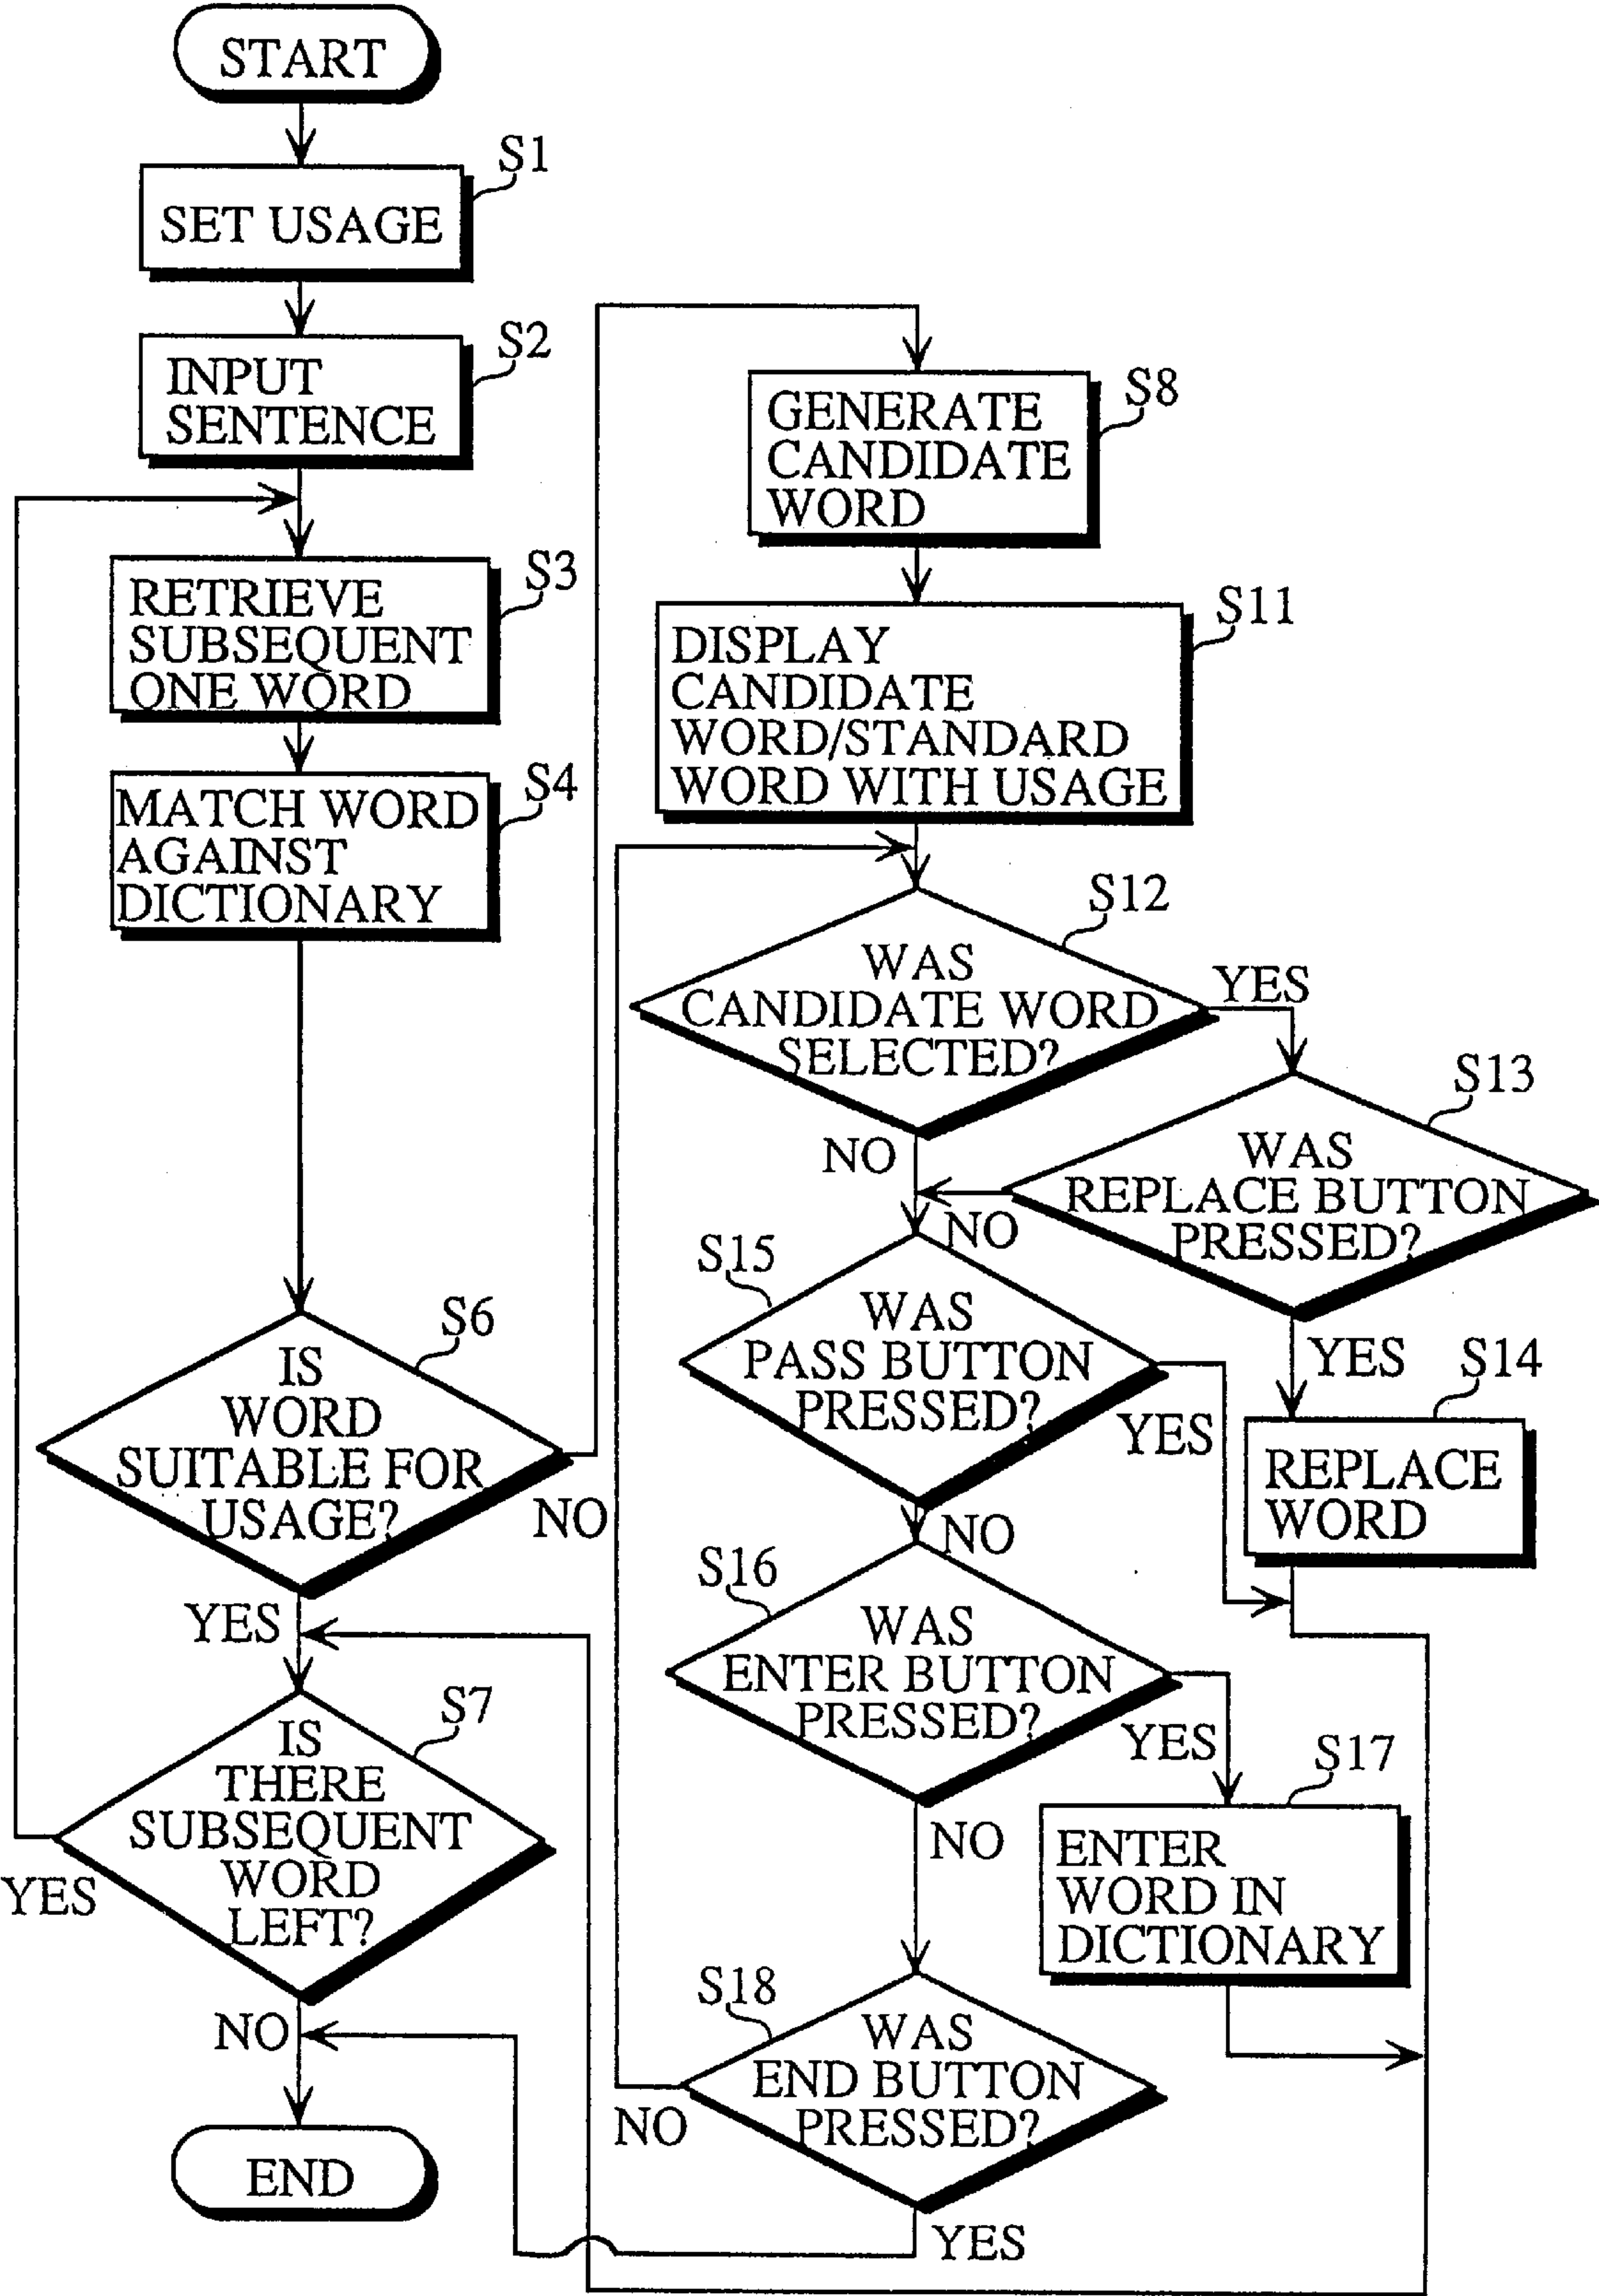 START
S1
SET USAGE
S2
INPUT
SENTENCE
S3
RETRIEVE
SUBSEQUENT
ONE WORD
S4
MATCH WORD
AGAINST
DICTIONARY
S6
IS
WORD
SUITABLE FOR
USAGE?
NO
YES
S7
IS
THERE
SUBSEQUENT
WORD
LEFT?
YES
NO
END
S8
GENERATE
CANDIDATE
WORD
S11
DISPLAY
CANDIDATE
WORD/STANDARD
WORD WITH USAGE
S12
WAS
CANDIDATE WORD
SELECTED?
YES
NO
S13
WAS
REPLACE BUTTON
PRESSED?
NO
YES
S14
REPLACE
WORD
S15
WAS
PASS BUTTON
PRESSED?
YES
NO
S16
WAS
ENTER BUTTON
PRESSED?
YES
NO
S17
ENTER
WORD IN
DICTIONARY
S18
WAS
END BUTTON
PRESSED?
NO
YES